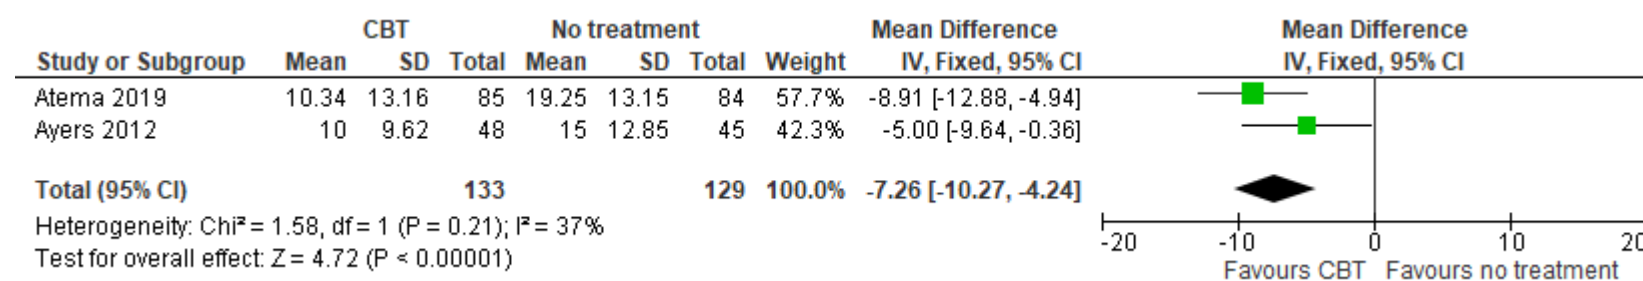 CBT No treatment Mean Difference Mean Difference
Study or Subgroup Mean SD Total Mean SD Total Weight IV, Fixed, 95% CI IV, Fixed, 95% CI
Atema 2019 10.34 13.16 85 19.25 13.15 84 57.7% -8.91 [-12.88, -4.94]
Ayers 2012 10 9.62 48 15 12.85 45 42.3% -5.00 [-9.64, -0.36]
Total (95% CI) 133 129 100.0% -7.26 [-10.27, -4.24]
Heterogeneity: Chi² = 1.58, df = 1 (P = 0.21); I² = 37%
Test for overall effect: Z = 4.72 (P < 0.00001)
-20 -10 0 10 20
Favours CBT Favours no treatment